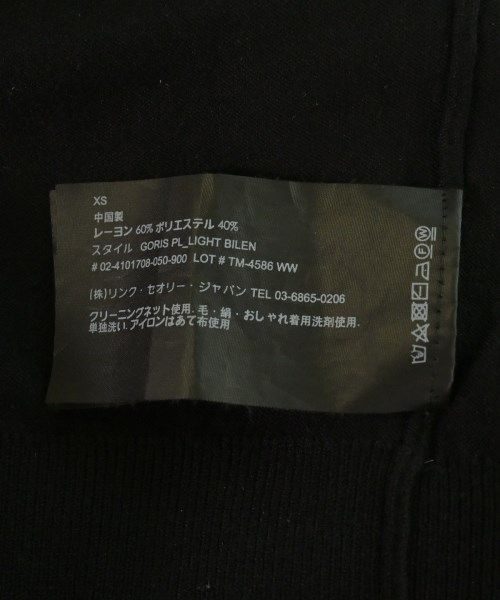 XS
中国製
レーヨン 60% ポリエステル 40%
スタイル GORIS PL_LIGHT BILEN
# 02-4101708-050-900 LOT # TM-4586 WW
(株)リンク・セオリー・ジャパン TEL 03-6865-0206
クリーニングネット使用. 毛・絹・おしゃれ着用洗剤使用.
単独洗い. アイロンはあて布使用